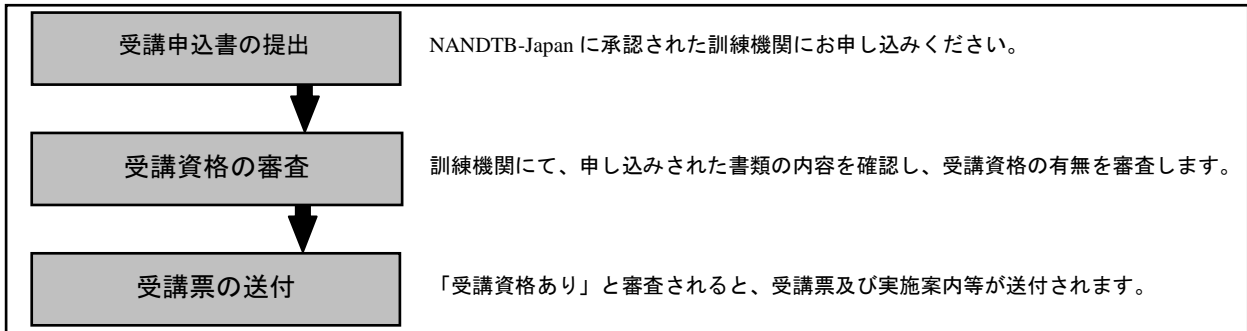 受講申込書の提出
NANDTB-Japan に承認された訓練機関にお申し込みください。
受講資格の審査
訓練機関にて、申し込みされた書類の内容を確認し、受講資格の有無を審査します。
受講票の送付
「受講資格あり」と審査されると、受講票及び実施案内等が送付されます。